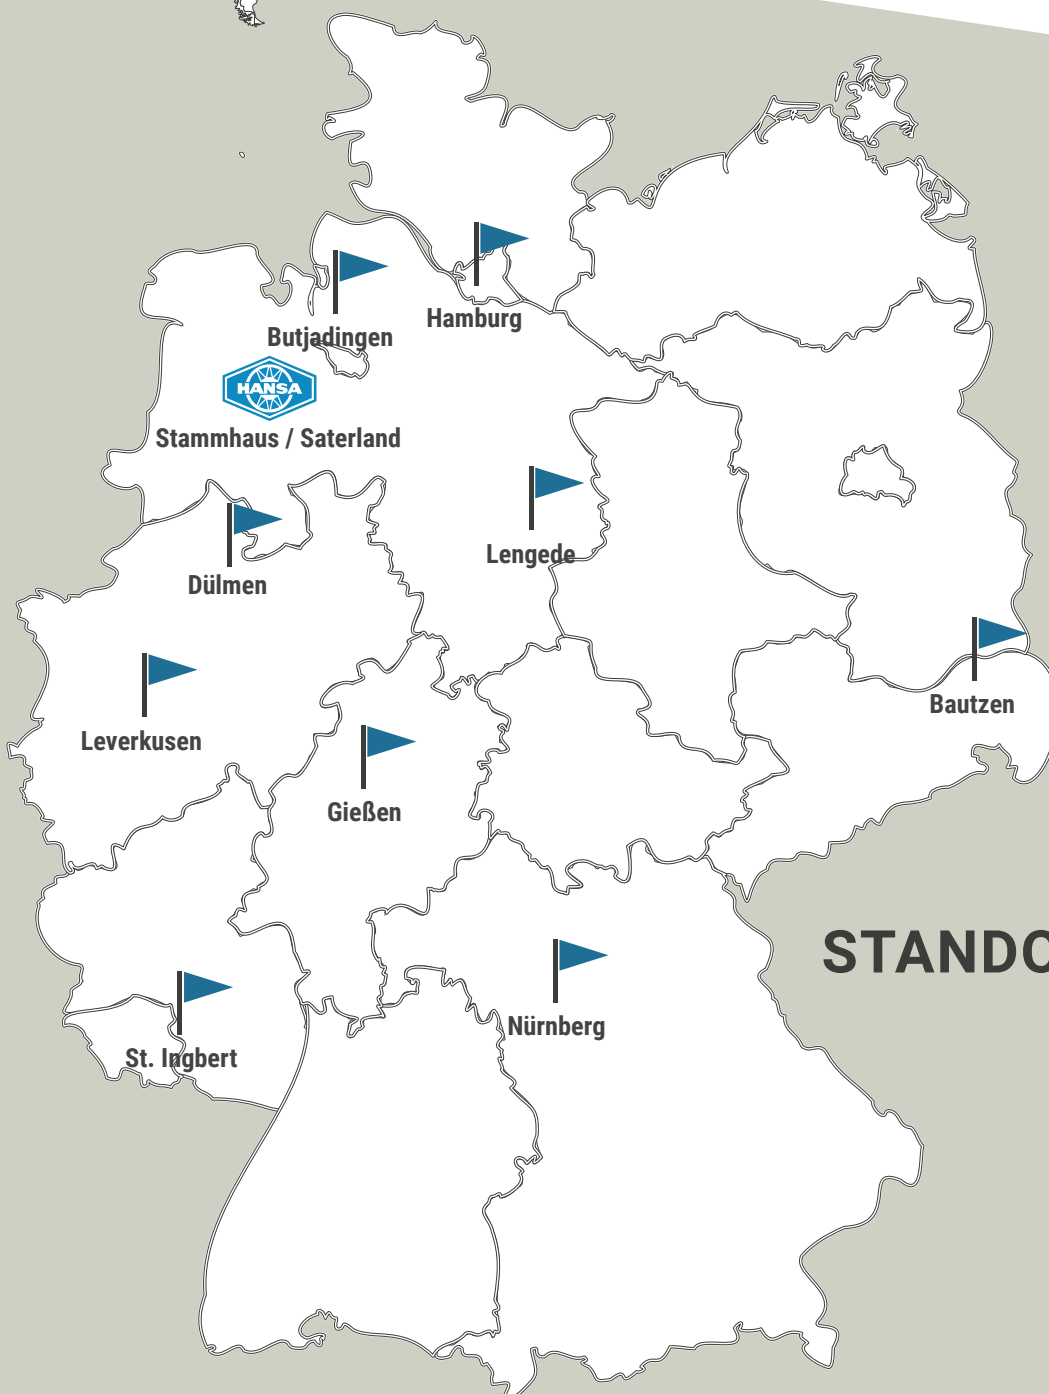 Hamburg
Butjadingen
HANSA
Stammhaus / Saterland
Lengede
Dülmen
Bautzen
Leverkusen
Gießen
STANDO
Nürnberg
St. Ingbert